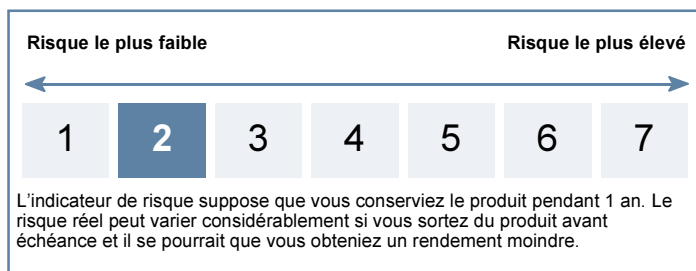 Risque le plus faible Risque le plus élevé
1 2 3 4 5 6 7
L'indicateur de risque suppose que vous conserviez le produit pendant 1 an. Le
risque réel peut varier considérablement si vous sortez du produit avant
échéance et il se pourrait que vous obteniez un rendement moindre.